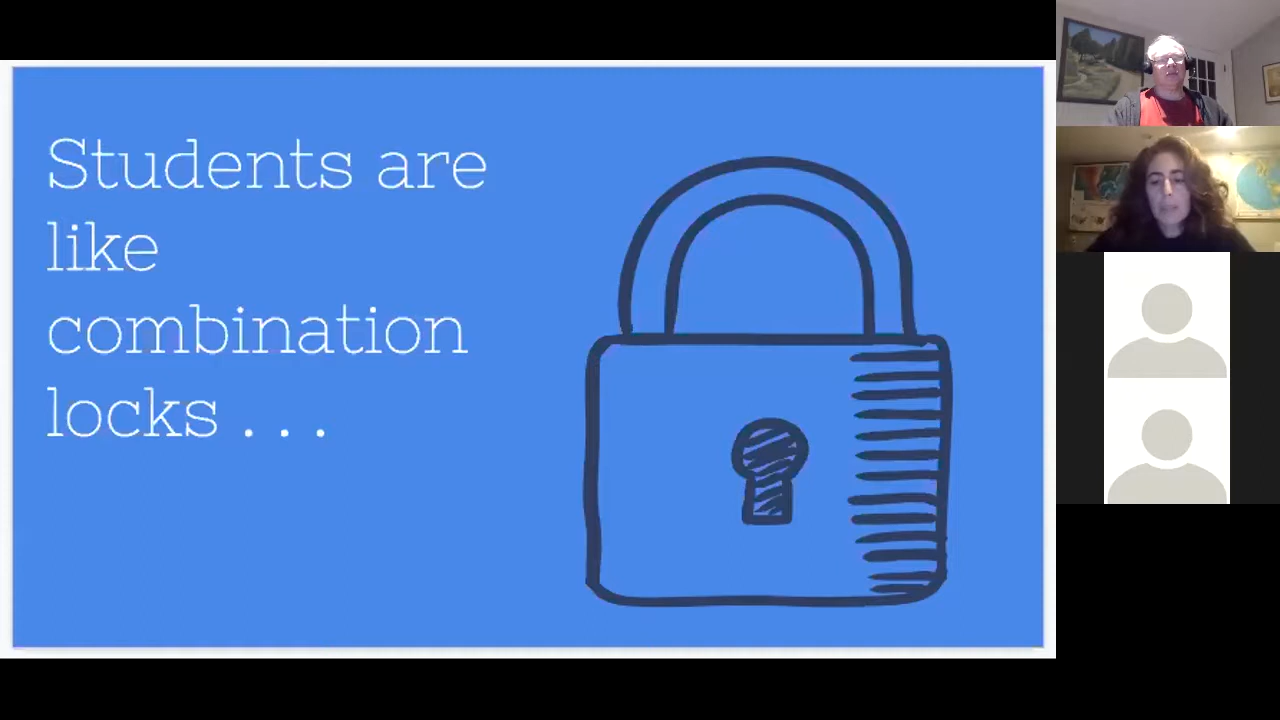 Students are
like
combination
locks . . .